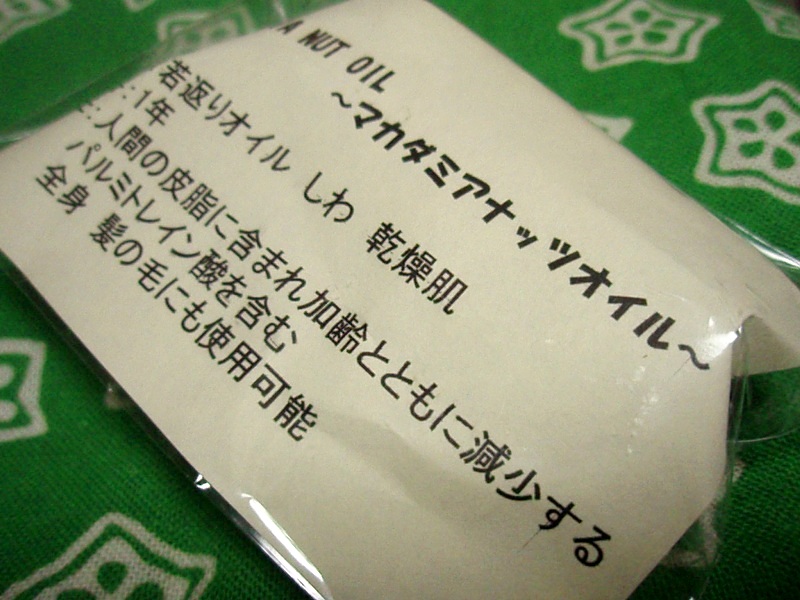 A NUT OIL
～マカダミアナッツオイル～
若返りオイル しわ 乾燥肌
:1年
:人間の皮脂に含まれ加齢とともに減少する
パルミトレイン酸を含む
全身 髪の毛にも使用可能